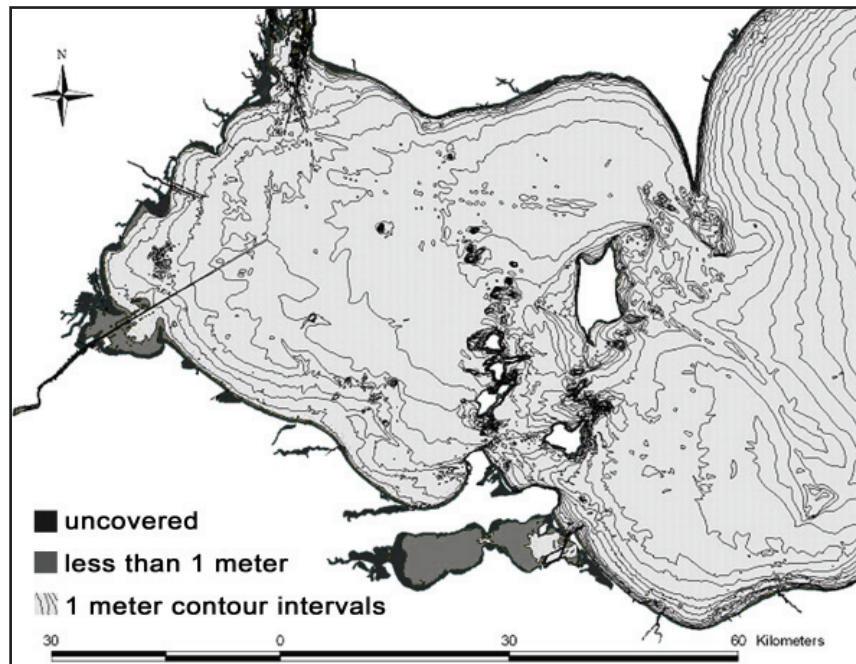 N
uncovered
less than 1 meter
1 meter contour intervals
30 0 30 60 Kilometers